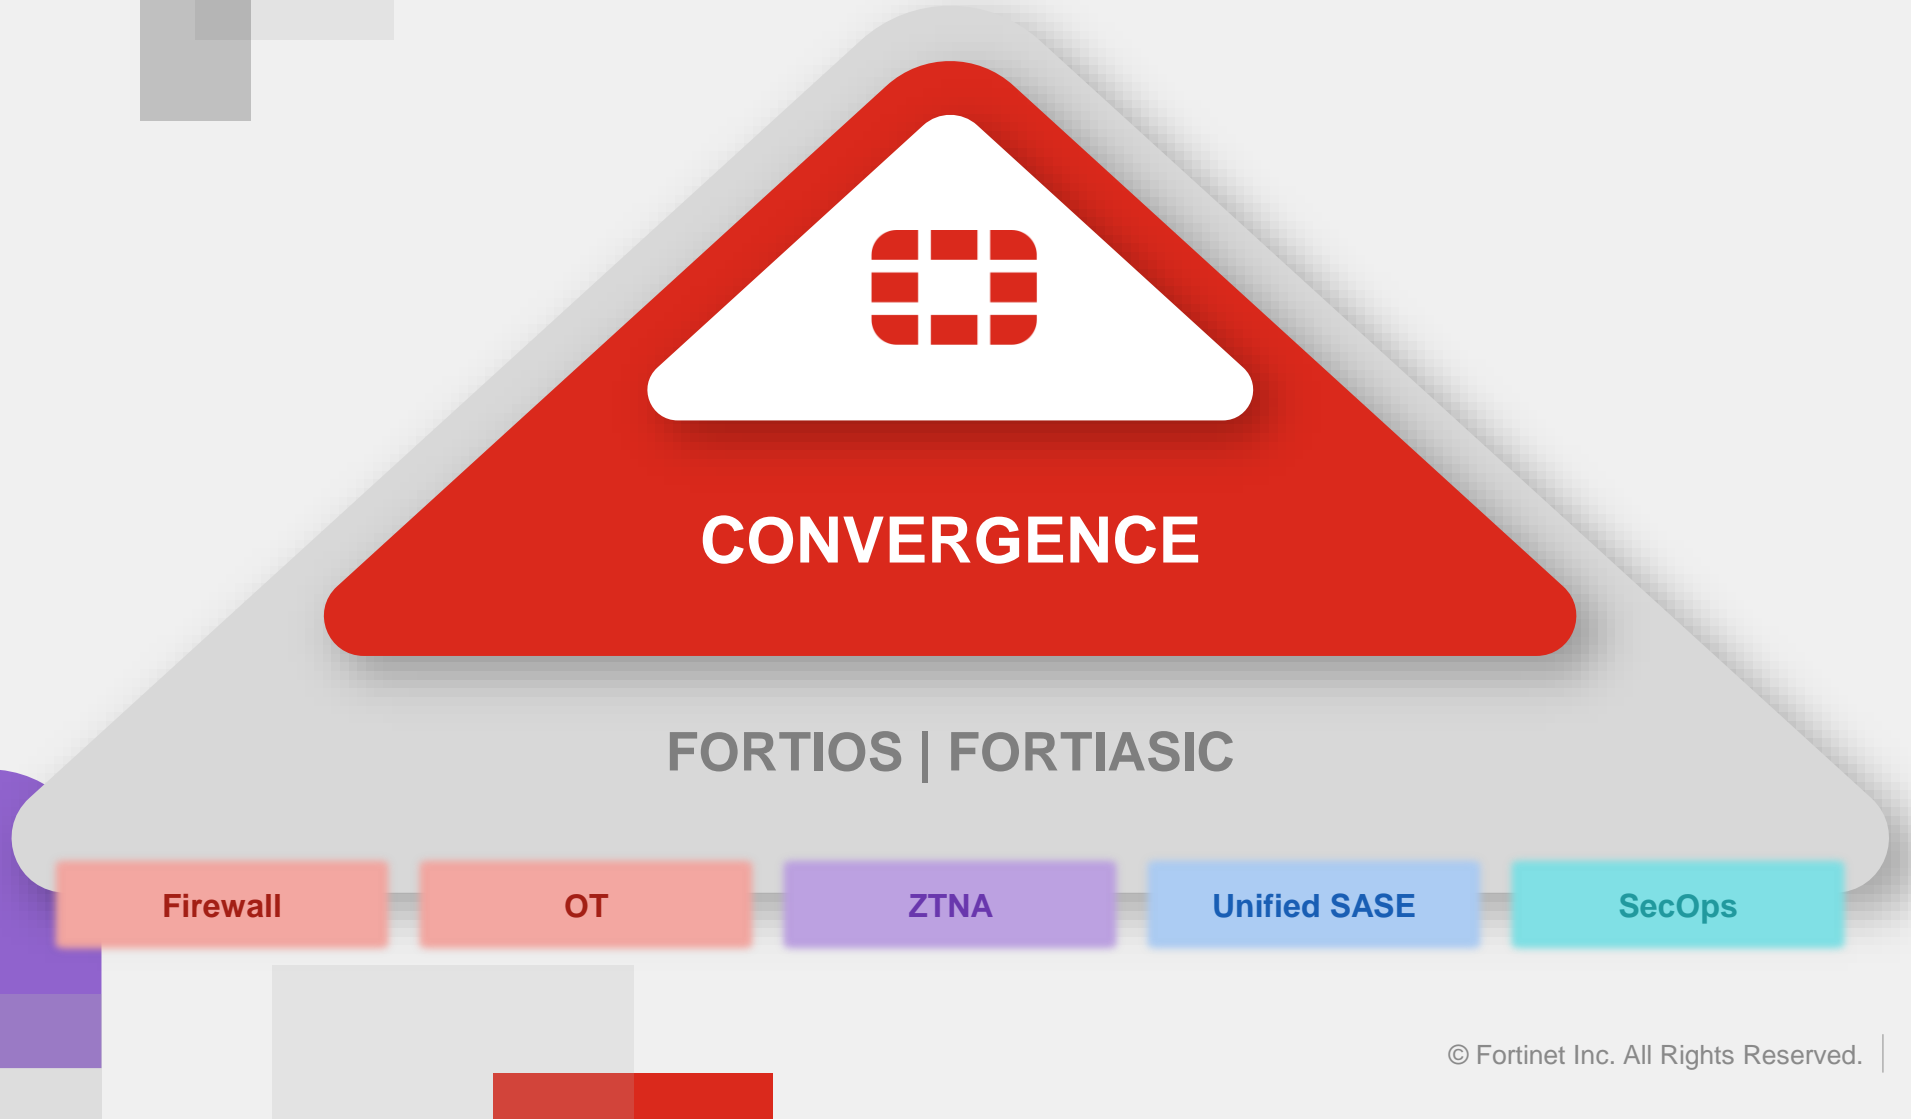 CONVERGENCE
FORTIOS | FORTIASIC
Firewall OT ZTNA Unified SASE SecOps
© Fortinet Inc. All Rights Reserved.